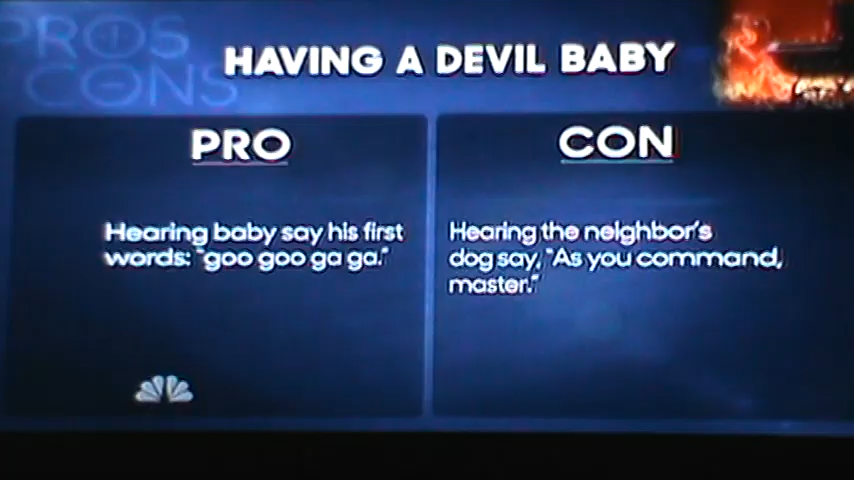 PROS
CONS
HAVING A DEVIL BABY
PRO
CON
Hearing baby say his first
words: "goo goo ga ga."
Hearing the neighbor's
dog say, "As you command,
master."